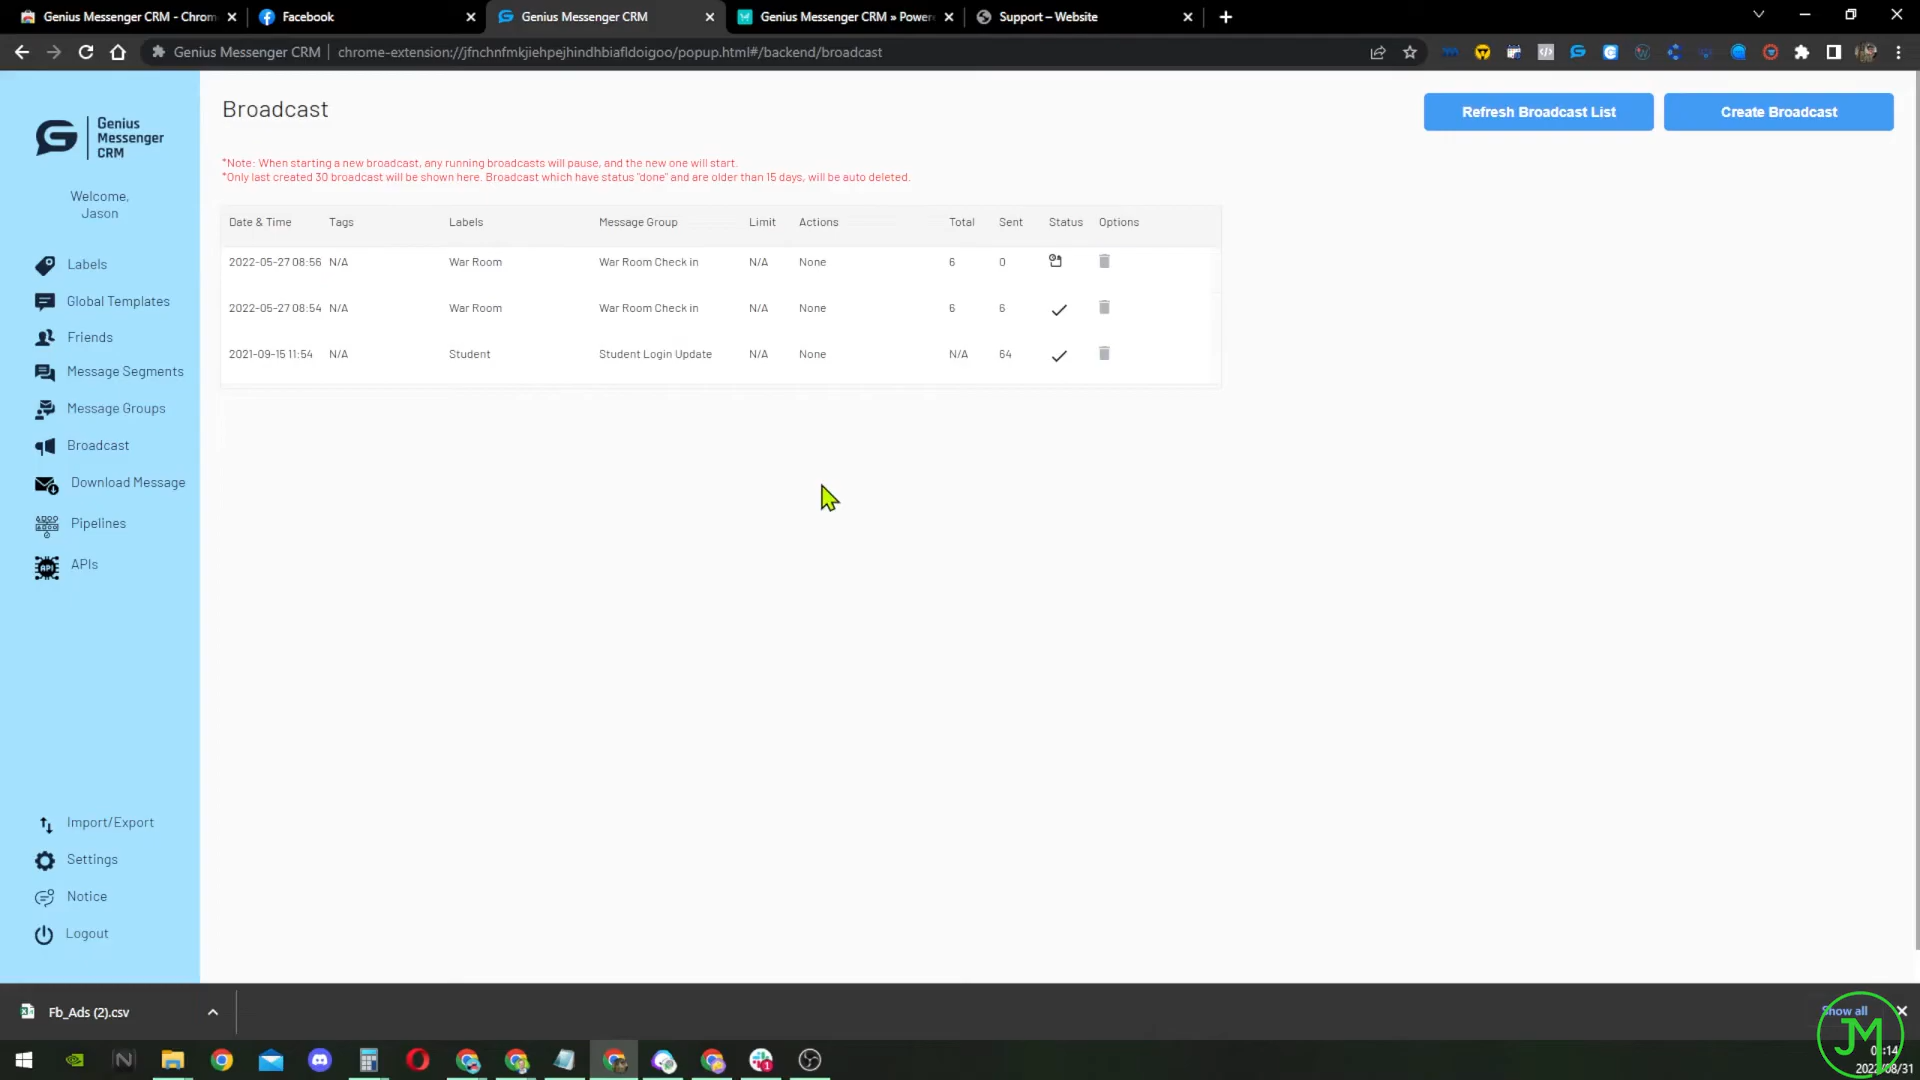 Genius Messenger CRM - Chrom
Facebook
Genius Messenger CRM
Genius Messenger CRM » Powere
Support – Website
Genius Messenger CRM
chrome-extension://jfnchnfmkjiehpejhindhbiafldoigoo/popup.html#/backend/broadcast
Genius
Messenger
CRM
Welcome,
Jason
Labels
Global Templates
Friends
Message Segments
Message Groups
Broadcast
Download Message
Pipelines
APIs
Import/Export
Settings
Notice
Logout
Broadcast
Refresh Broadcast List
Create Broadcast
*Note: When starting a new broadcast, any running broadcasts will pause, and the new one will start.
*Only last created 30 broadcast will be shown here. Broadcast which have status "done" and are older than 15 days, will be auto deleted.
Date & Time Tags Labels Message Group Limit Actions Total Sent Status Options
2022-05-27 08:56 N/A War Room War Room Check in N/A None 6 0
2022-05-27 08:54 N/A War Room War Room Check in N/A None 6 6
2021-09-15 11:54 N/A Student Student Login Update N/A None N/A 64
Fb_Ads (2).csv
Show all
JM
2022/08/31